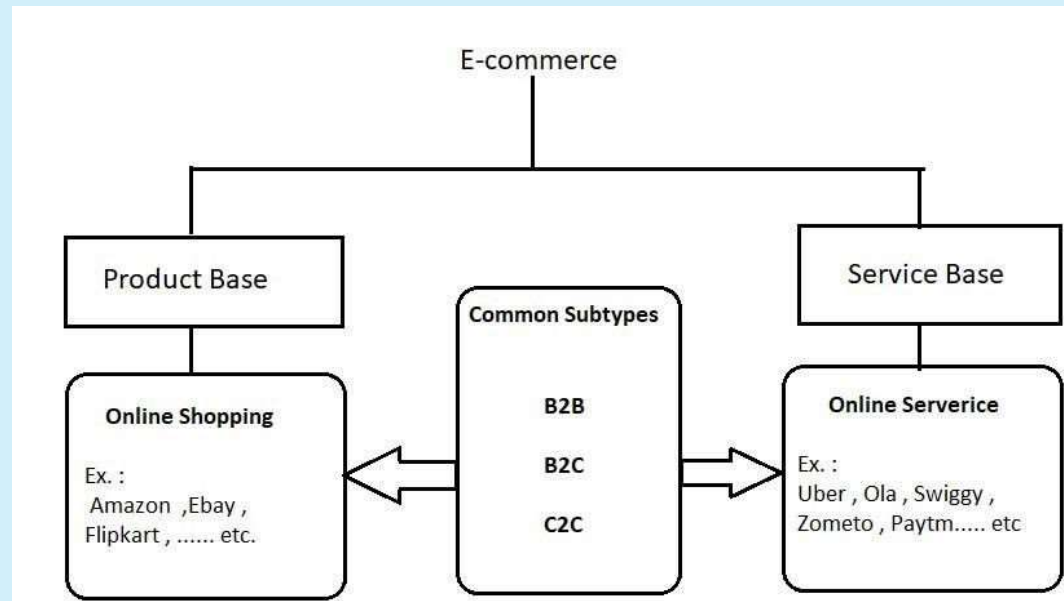 E-commerce
Product Base
Service Base
Common Subtypes
B2B
B2C
C2C
Online Shopping
Ex. :
Amazon ,Ebay ,
Flipkart , ...... etc.
Online Serverice
Ex. :
Uber , Ola , Swiggy ,
Zometo , Paytm..... etc